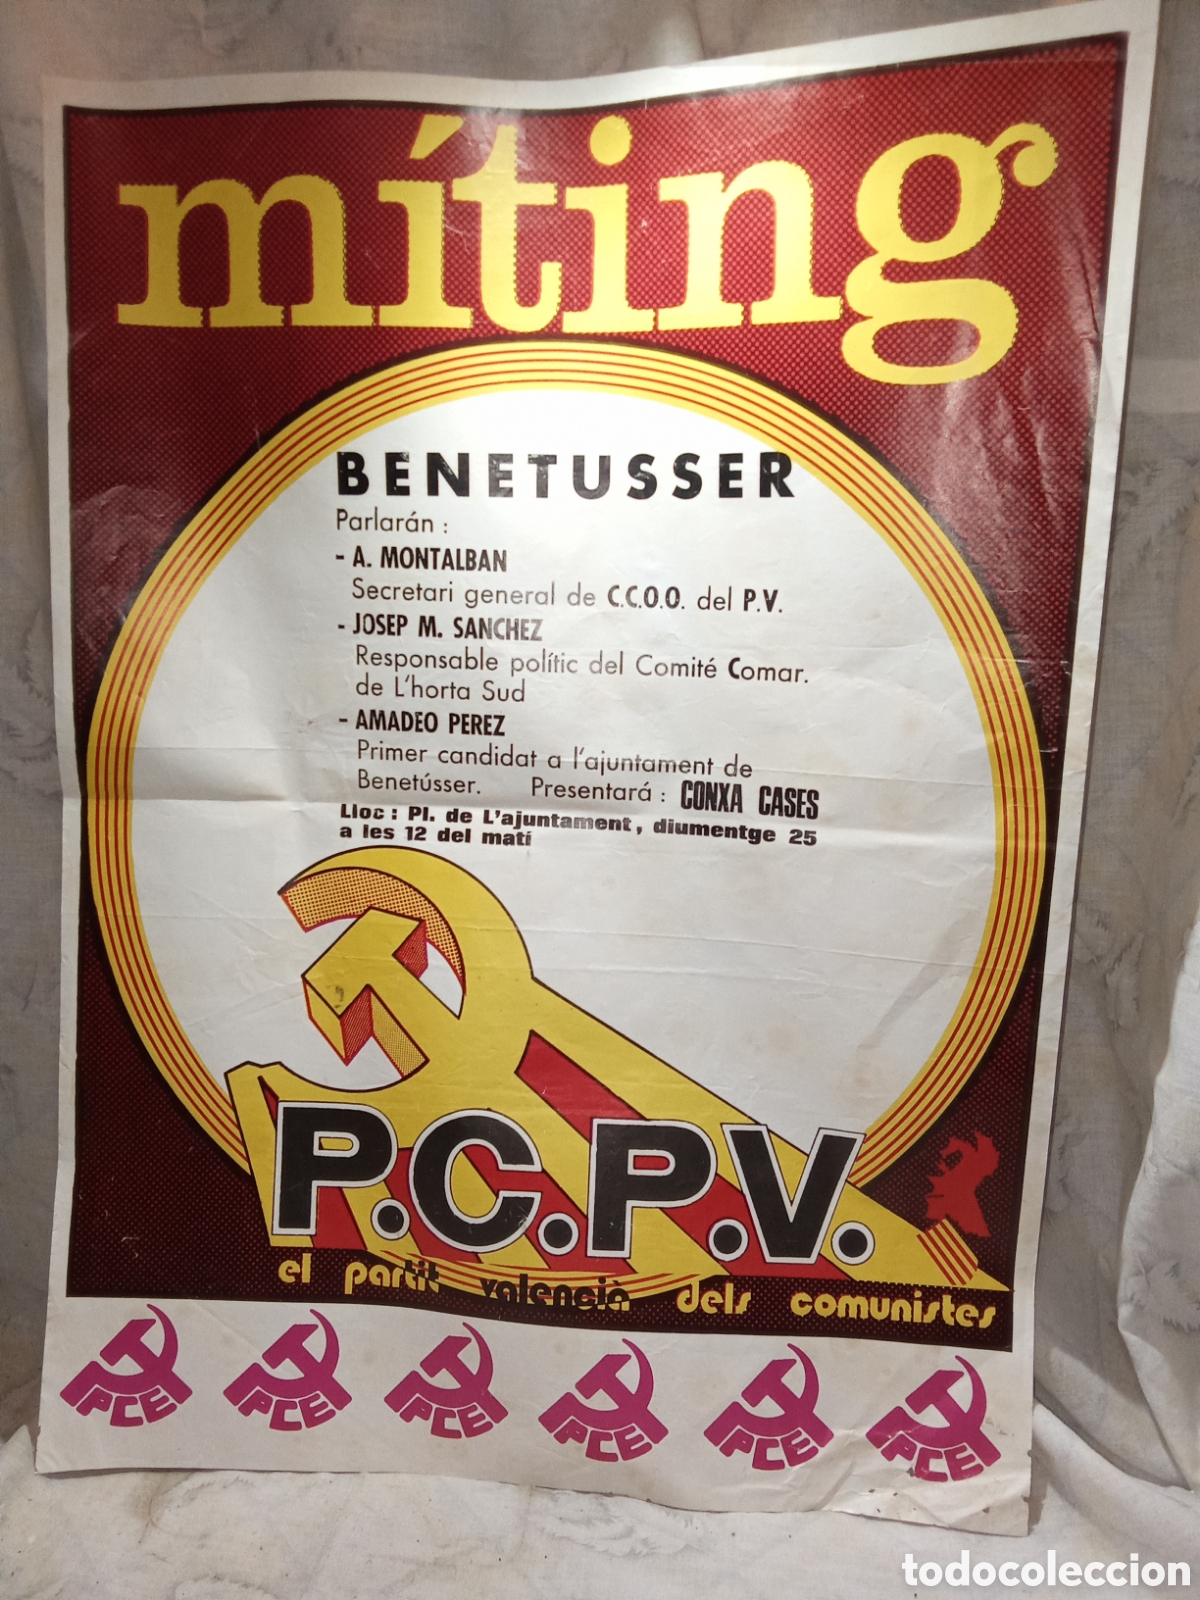 míting
BENETUSSER
Parlarán :
- A. MONTALBAN
Secretari general de C.C.O.O. del P.V.
- JOSEP M. SANCHEZ
Responsable polític del Comité Comar.
de L'horta Sud
- AMADEO PEREZ
Primer candidat a l'ajuntament de
Benetússer. Presentará : CONXA CASES
Lloc : Pl. de L'ajuntament, diumentge 25
a les 12 del matí
P.C.P.V.
el partit valencià dels comunistes
PCE PCE PCE PCE PCE PCE
todocoleccion